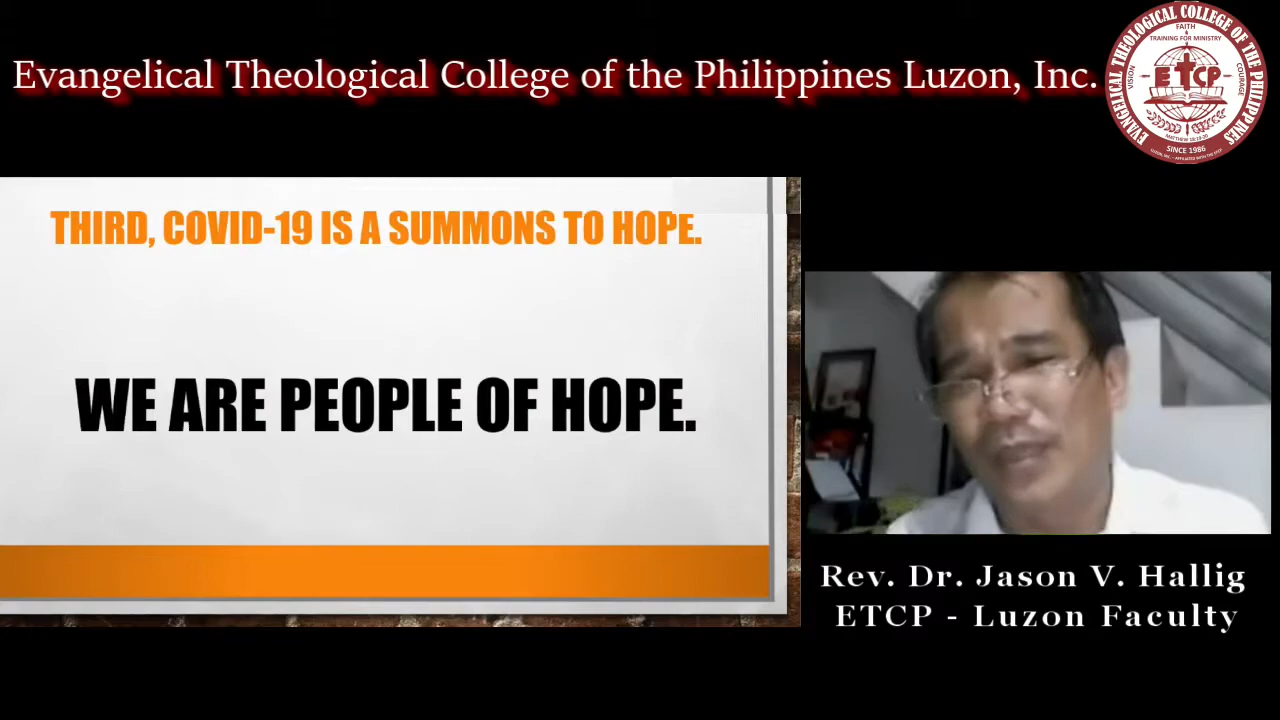 Evangelical Theological College of the Philippines Luzon, Inc.
EVANGELICAL THEOLOGICAL COLLEGE OF THE PHILIPPINES
FAITH
TRAINING FOR MINISTRY
VISION
COURAGE
ETCP
SINCE 1986
THIRD, COVID-19 IS A SUMMONS TO HOPE.
WE ARE PEOPLE OF HOPE.
Rev. Dr. Jason V. Hallig
ETCP - Luzon Faculty